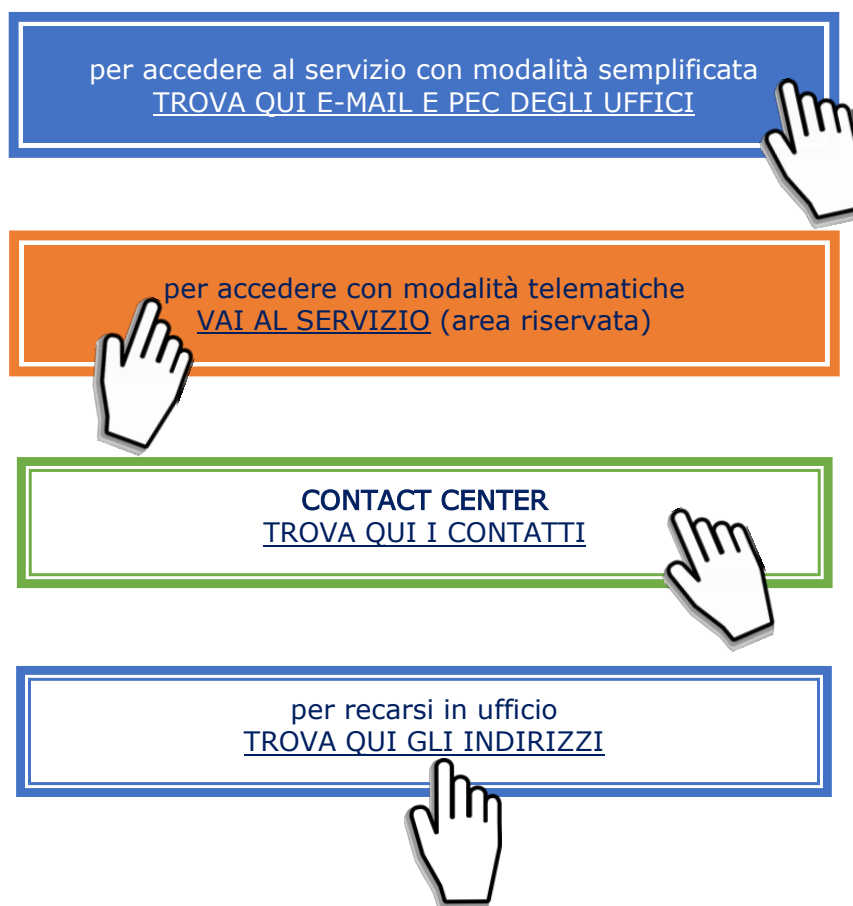 per accedere al servizio con modalità semplificata
TROVA QUI E-MAIL E PEC DEGLI UFFICI
per accedere con modalità telematiche
VAI AL SERVIZIO (area riservata)
CONTACT CENTER
TROVA QUI I CONTATTI
per recarsi in ufficio
TROVA QUI GLI INDIRIZZI